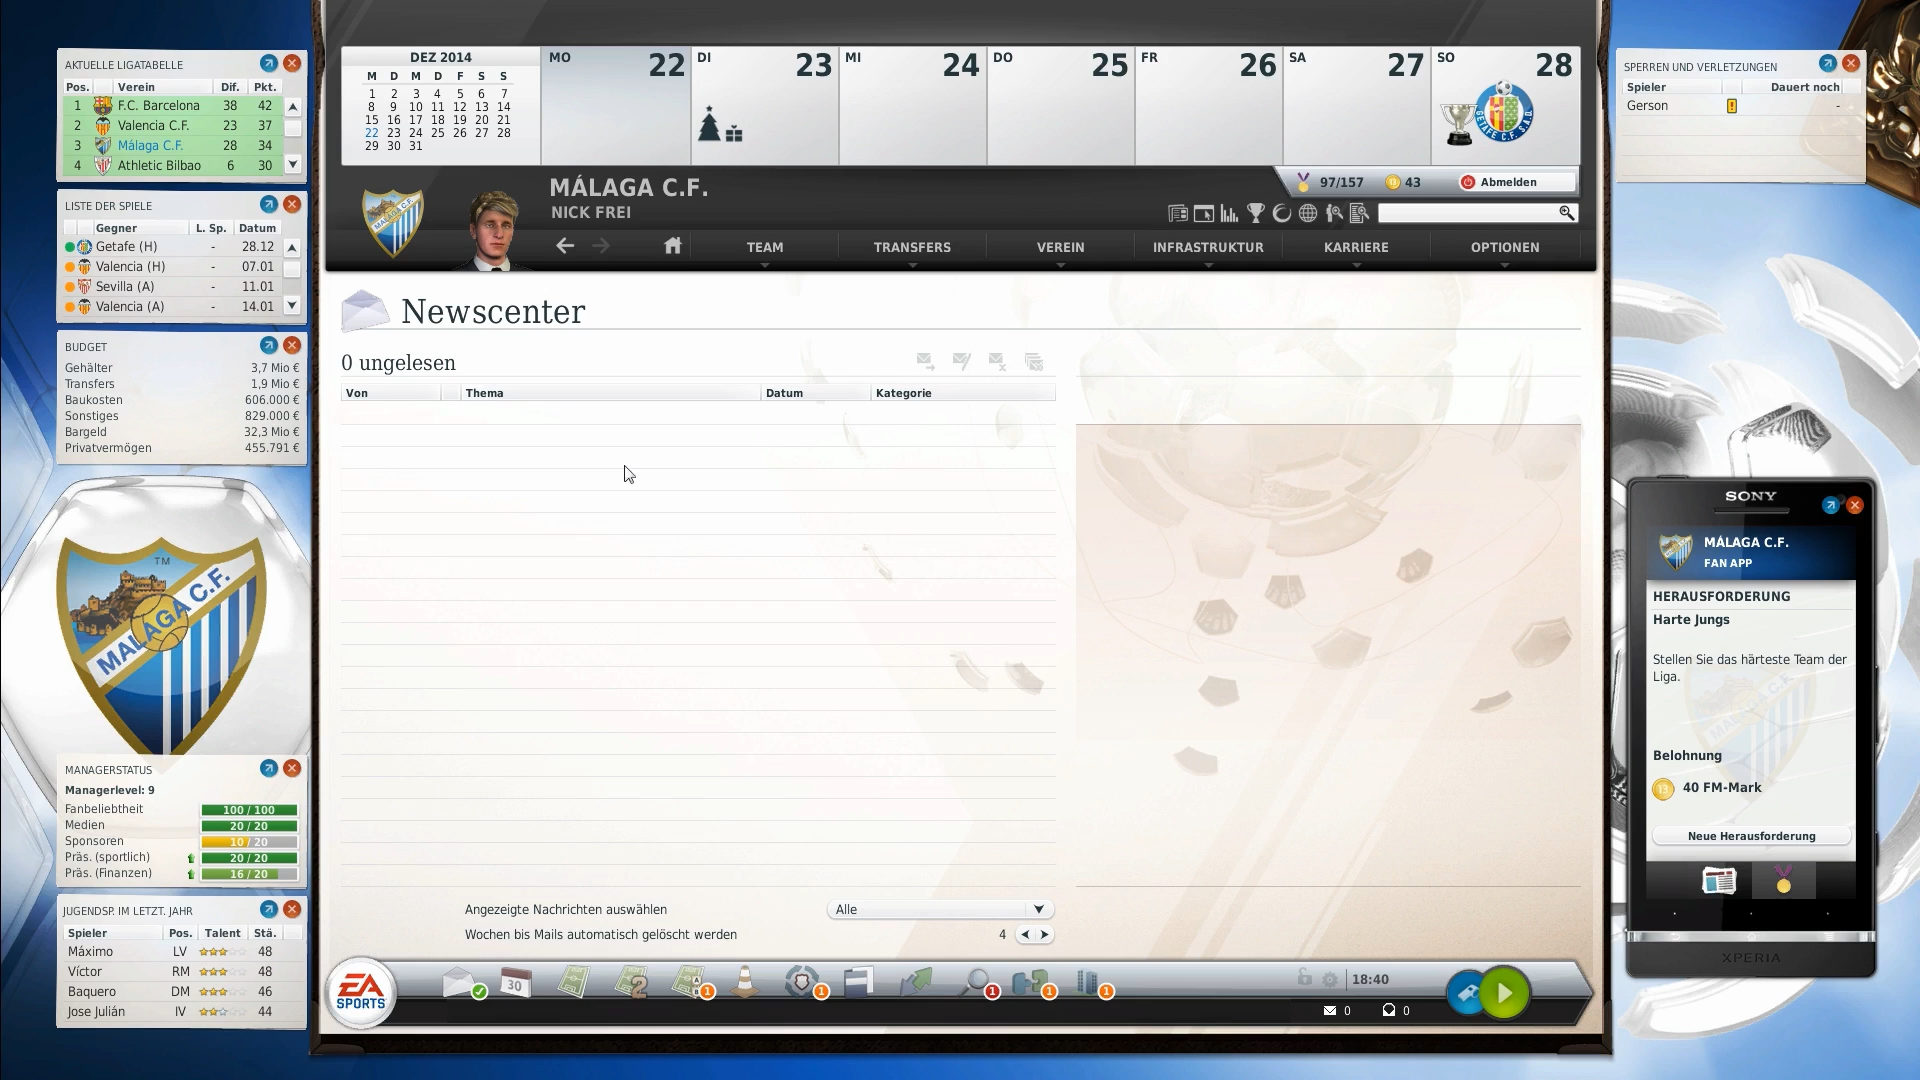 AKTUELLE LIGATABELLE
Pos. Verein Dif. Pkt.
1 F.C. Barcelona 38 42
2 Valencia C.F. 23 37
3 Málaga C.F. 28 34
4 Athletic Bilbao 6 30
LISTE DER SPIELE
Gegner L. Sp. Datum
Getafe (H) - 28.12
Valencia (H) - 07.01
Sevilla (A) - 11.01
Valencia (A) - 14.01
BUDGET
Gehälter 3,7 Mio €
Transfers 1,9 Mio €
Baukosten 606.000 €
Sonstiges 829.000 €
Bargeld 32,3 Mio €
Privatvermögen 455.791 €
TM
MALAGA C.F.
MANAGERSTATUS
Managerlevel: 9
Fanbeliebtheit 100 / 100
Medien 20 / 20
Sponsoren 10 / 20
Präs. (sportlich) 20 / 20
Präs. (Finanzen) 16 / 20
JUGENDSP. IM LETZT. JAHR
Spieler Pos. Talent Stä.
Máximo LV 48
Víctor RM 48
Baquero DM 46
Jose Julián IV 44
DEZ 2014
M D M D F S S
1 2 3 4 5 6 7
8 9 10 11 12 13 14
15 16 17 18 19 20 21
22 23 24 25 26 27 28
29 30 31
MO 22
DI 23
MI 24
DO 25
FR 26
SA 27
SO 28
GETAFE C.F. S.A.D.
MÁLAGA C.F.
NICK FREI
97/157 43 Abmelden
TEAM TRANSFERS VEREIN INFRASTRUKTUR KARRIERE OPTIONEN
Newscenter
0 ungelesen
Von Thema Datum Kategorie
Angezeigte Nachrichten auswählen Alle
Wochen bis Mails automatisch gelöscht werden 4
EA
SPORTS
30
2
1
1
1
1
1
18:40
0 0
SPERREN UND VERLETZUNGEN
Spieler Dauert noch
Gerson -
SONY
MÁLAGA C.F.
FAN APP
HERAUSFORDERUNG
Harte Jungs
Stellen Sie das härteste Team der
Liga.
Belohnung
13 40 FM-Mark
Neue Herausforderung
XPERIA